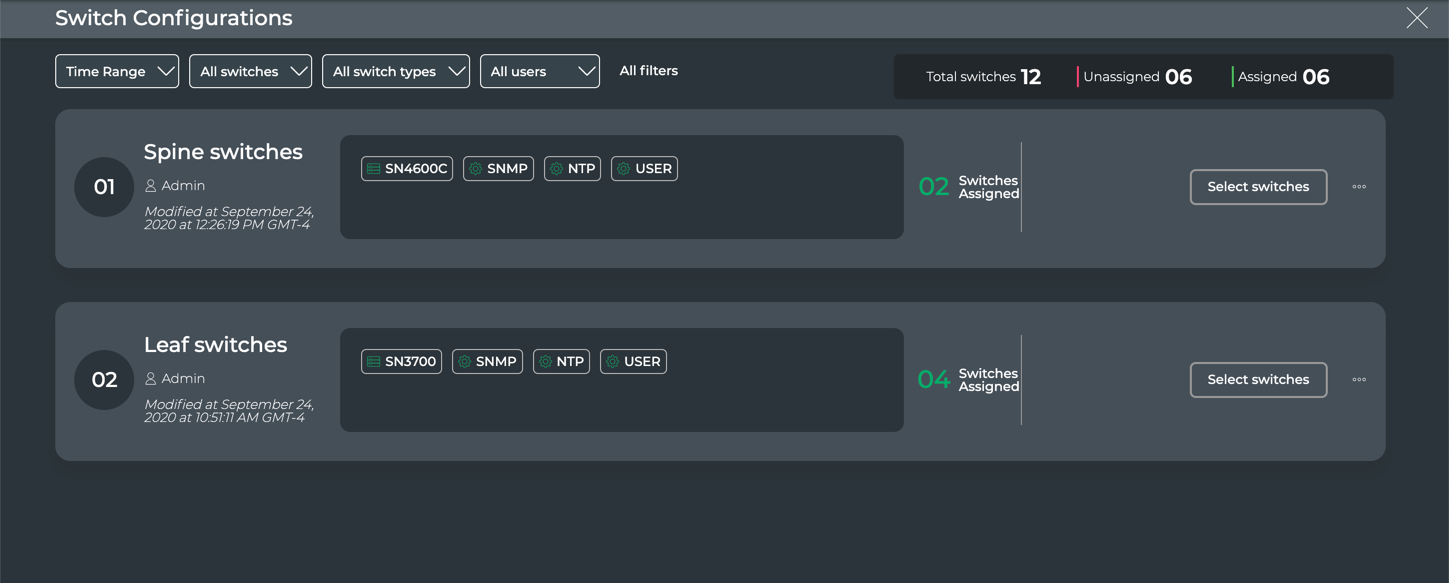 Switch Configurations
Time Range
All switches
All switch types
All users
All filters
Total switches 12
Unassigned 06
Assigned 06
01
Spine switches
Admin
Modified at September 24,
2020 at 12:26:19 PM GMT-4
SN4600C
SNMP
NTP
USER
02
Switches
Assigned
Select switches
02
Leaf switches
Admin
Modified at September 24,
2020 at 10:51:11 AM GMT-4
SN3700
SNMP
NTP
USER
04
Switches
Assigned
Select switches